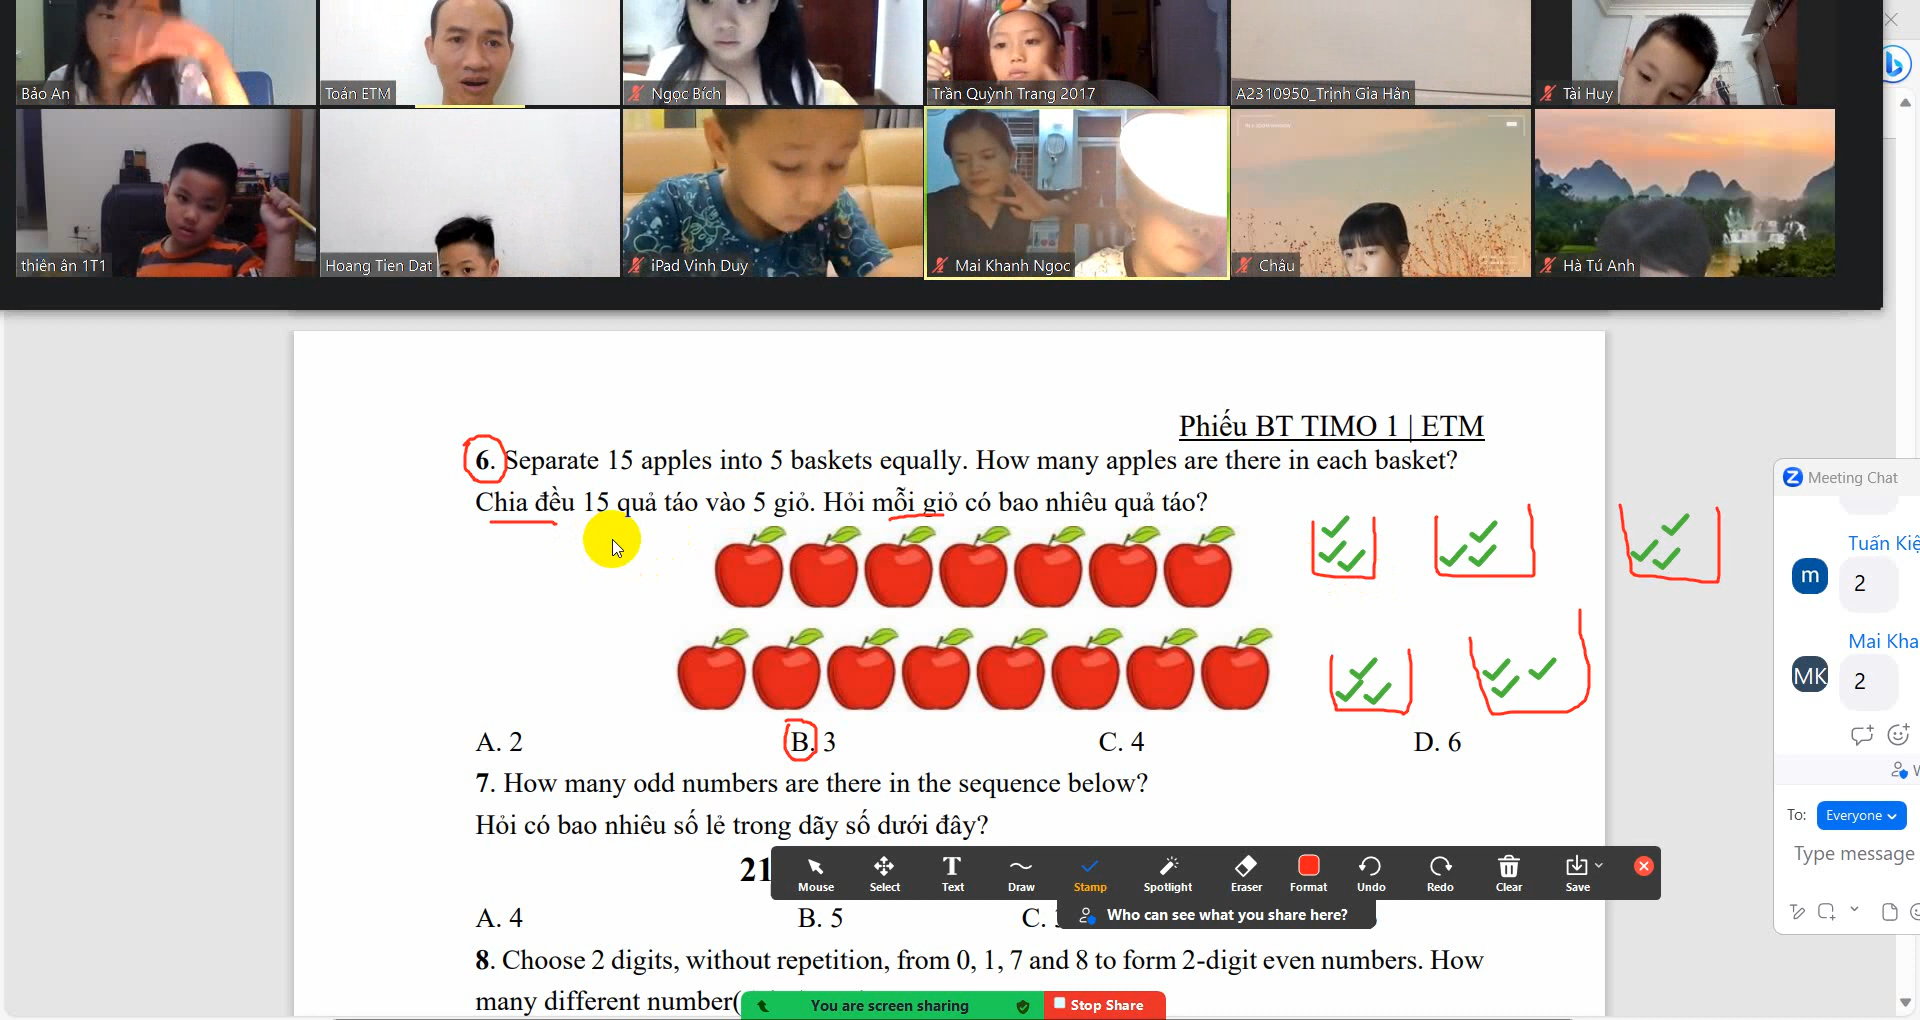 Bảo An
Toán ETM
Ngọc Bích
Trần Quỳnh Trang 2017
A2310950_Trịnh Gia Hân
Tài Huy
thiên ân 1T1
Hoang Tien Dat
iPad Vinh Duy
Mai Khanh Ngoc
Châu
Hà Tú Anh
Phiếu BT TIMO 1 | ETM
6. Separate 15 apples into 5 baskets equally. How many apples are there in each basket?
Chia đều 15 quả táo vào 5 giỏ. Hỏi mỗi giỏ có bao nhiêu quả táo?
A. 2 B. 3 C. 4 D. 6
7. How many odd numbers are there in the sequence below?
Hỏi có bao nhiêu số lẻ trong dãy số dưới đây?
21
A. 4 B. 5 C.
8. Choose 2 digits, without repetition, from 0, 1, 7 and 8 to form 2-digit even numbers. How
many different number(
Mouse Select Text Draw Stamp Spotlight Eraser Format Undo Redo Clear Save
Who can see what you share here?
You are screen sharing
Stop Share
Meeting Chat
Tuấn Kiệ
m
2
Mai Kha
MK
2
To: Everyone
Type message